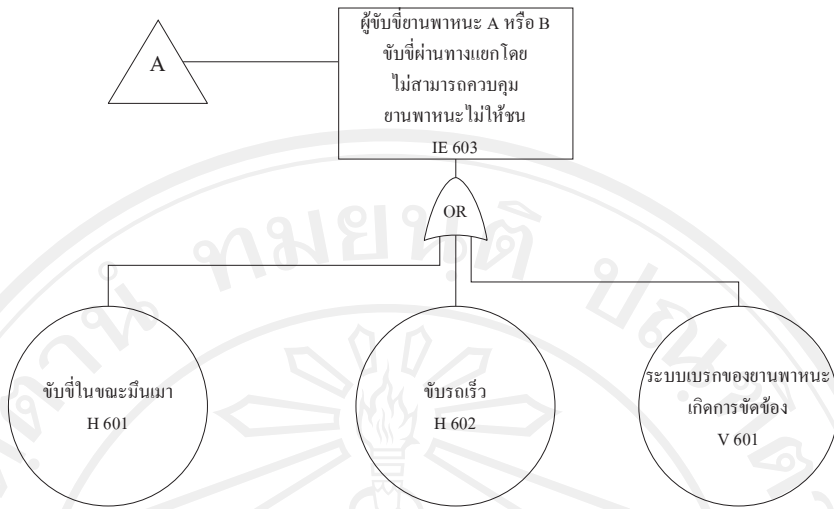 A
ผู้ขับขี่ยานพาหนะ A หรือ B
ขับขี่ผ่านทางแยกโดย
ไม่สามารถควบคุม
ยานพาหนะไม่ให้ชน
IE 603
OR
ขับขี่ในขณะมึนเมา
H 601
ขับรถเร็ว
H 602
ระบบเบรกของยานพาหนะ
เกิดการขัดข้อง
V 601